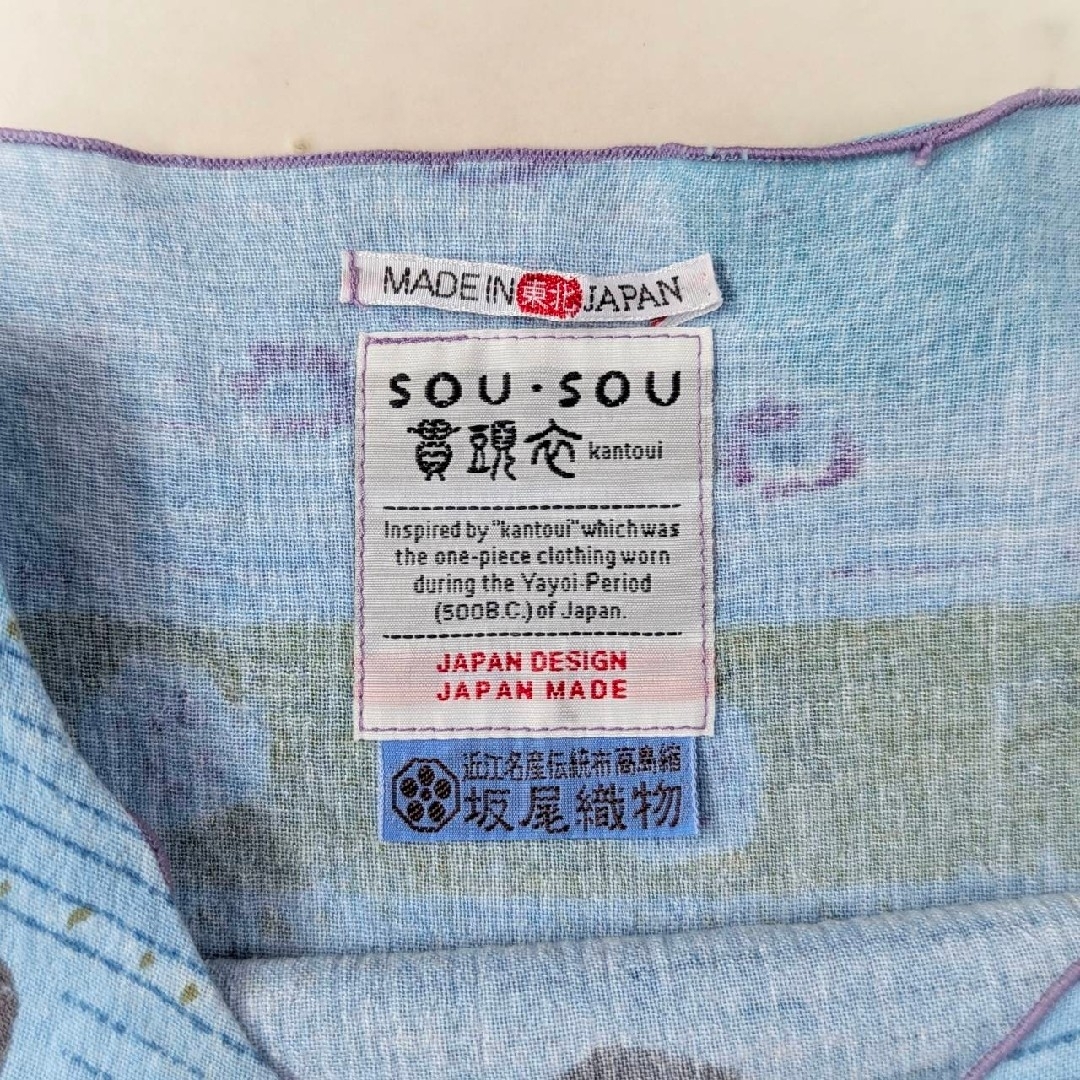 MADE IN 東北 JAPAN
SOU・SOU
貫頭衣 kantoui
Inspired by "kantoui" which was
the one-piece clothing worn
during the Yayoi-Period
(500B.C.) of Japan.
JAPAN DESIGN
JAPAN MADE
近江名産伝統布高島縮
坂尾織物